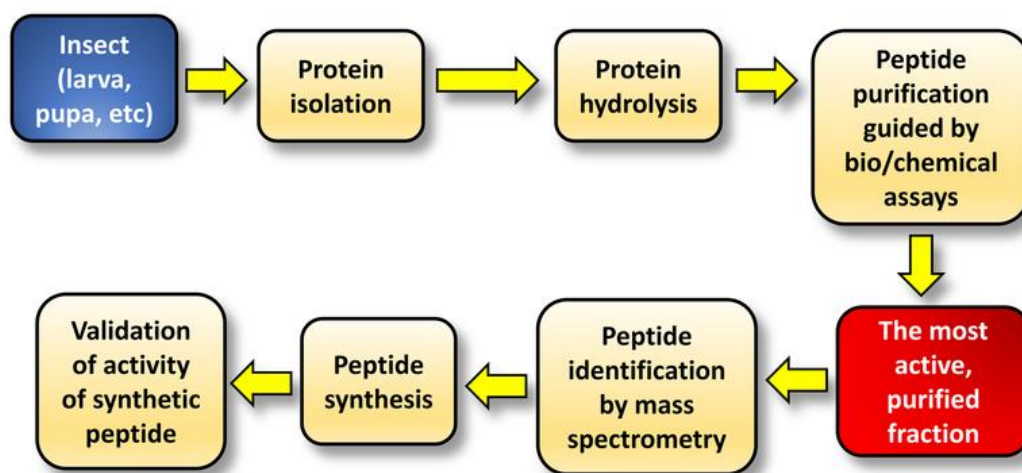 Insect
(larva,
pupa, etc)
Protein
isolation
Protein
hydrolysis
Peptide
purification
guided by
bio/chemical
assays
The most
active,
purified
fraction
Peptide
identification
by mass
spectrometry
Peptide
synthesis
Validation
of activity
of synthetic
peptide